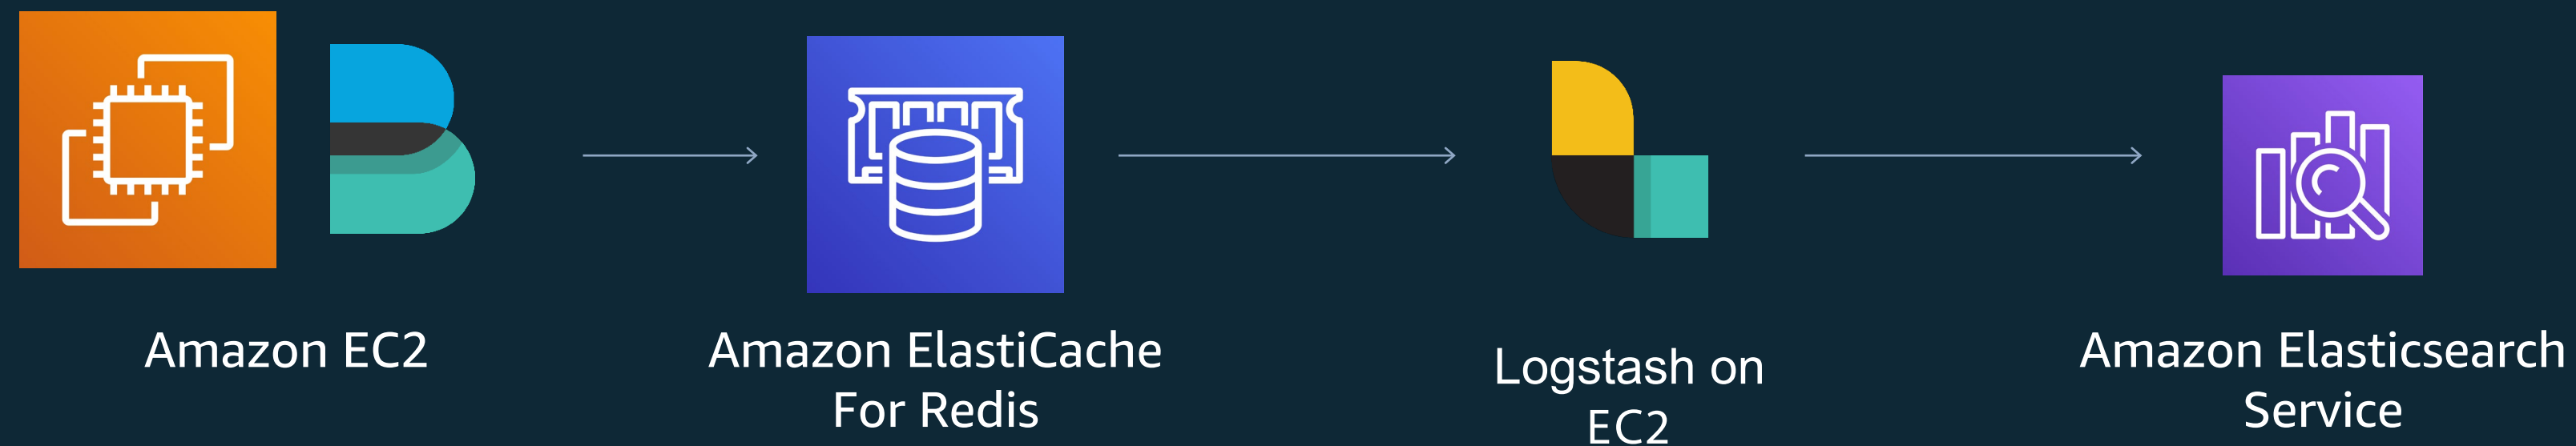 Amazon EC2
Amazon ElastiCache
For Redis
Logstash on
EC2
Amazon Elasticsearch
Service